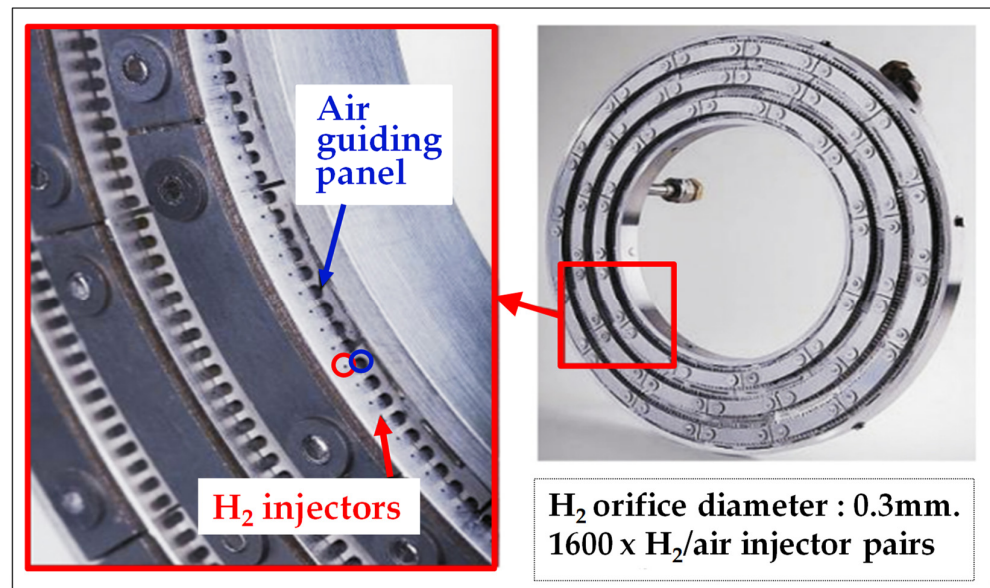 Air
guiding
panel
H₂ injectors
H₂ orifice diameter : 0.3mm.
1600 x H₂/air injector pairs